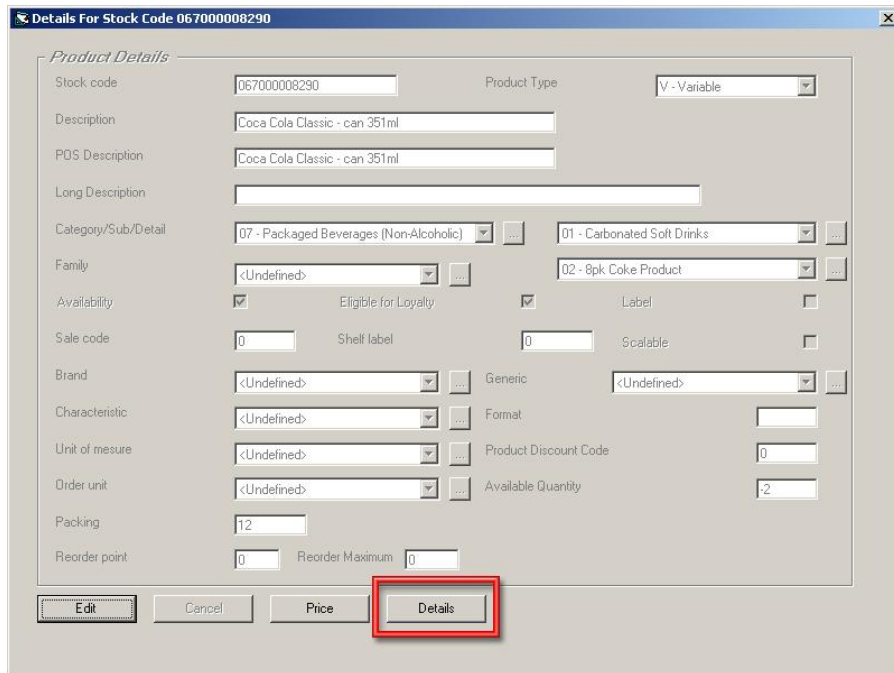 Details For Stock Code 067000008290
Product Details
Stock code 067000008290 Product Type V - Variable
Description Coca Cola Classic - can 351ml
POS Description Coca Cola Classic - can 351ml
Long Description
Category/Sub/Detail 07 - Packaged Beverages (Non-Alcoholic) ... 01 - Carbonated Soft Drinks ...
Family <Undefined> ... 02 - 8pk Coke Product ...
Availability Eligible for Loyalty Label
Sale code 0 Shelf label 0 Scalable
Brand <Undefined> ... Generic <Undefined> ...
Characteristic <Undefined> ... Format
Unit of mesure <Undefined> ... Product Discount Code 0
Order unit <Undefined> ... Available Quantity -2
Packing 12
Reorder point 0 Reorder Maximum 0
Edit Cancel Price Details